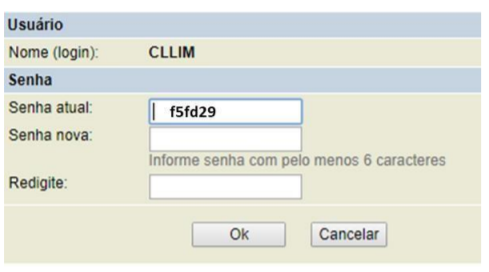 Usuário
Nome (login): CLLIM
Senha
Senha atual: f5fd29
Senha nova:
Informe senha com pelo menos 6 caracteres
Redigite:
Ok Cancelar